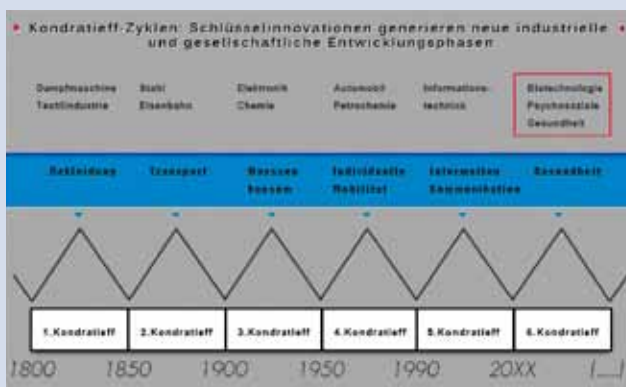 Kondratieff-Zyklen: Schlüsselinnovationen generieren neue industrielle
und gesellschaftliche Entwicklungsphasen
Dampfmaschine Stahl Elektronik Automobil Informations- Biotechnologie
Textilindustrie Eisenbahn Chemie Petrochemie technick Psychosoziale
Gesundheit
Bekleidung Transport Massen Individuelle Information Gesundheit
konsum Mobilität Kommunikation
1.Kondratieff 2.Kondratieff 3.Kondratieff 4.Kondratieff 5.Kondratieff 6.Kondratieff
1800 1850 1900 1950 1990 20XX (....)